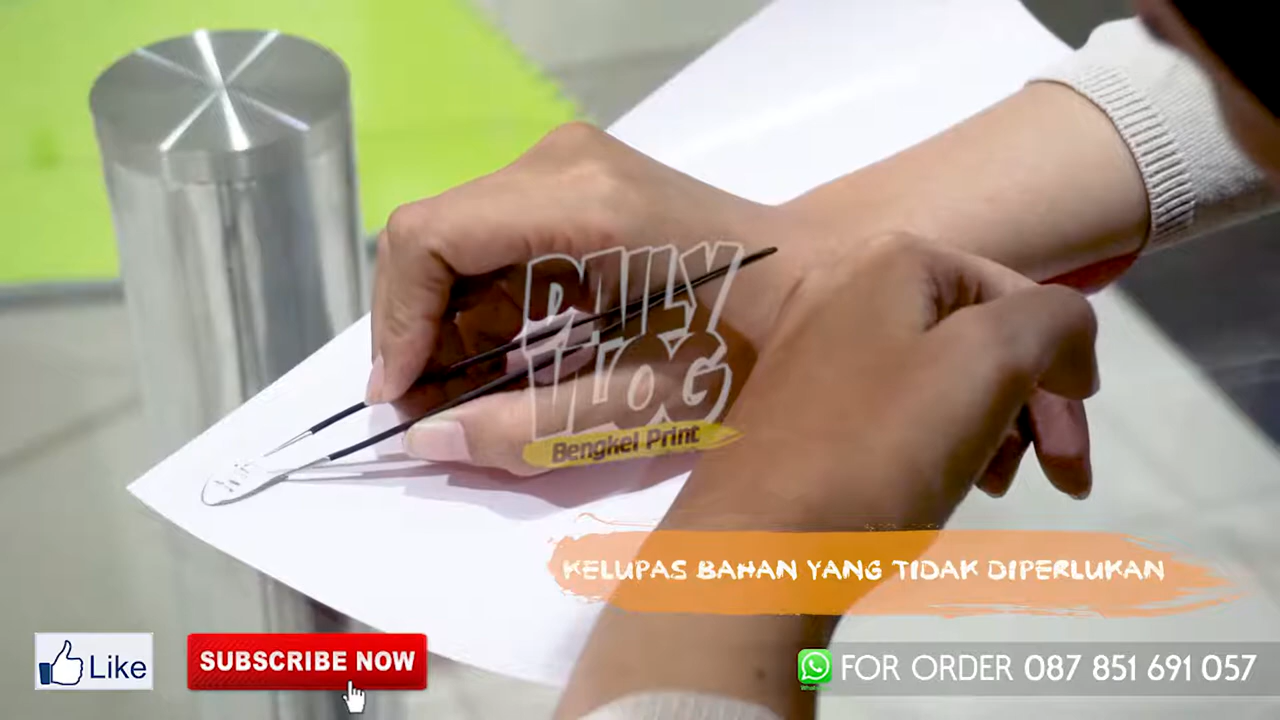 DAILY
VLOG
Bengkel Print
KELUPAS BAHAN YANG TIDAK DIPERLUKAN
Like
SUBSCRIBE NOW
FOR ORDER 087 851 691 057